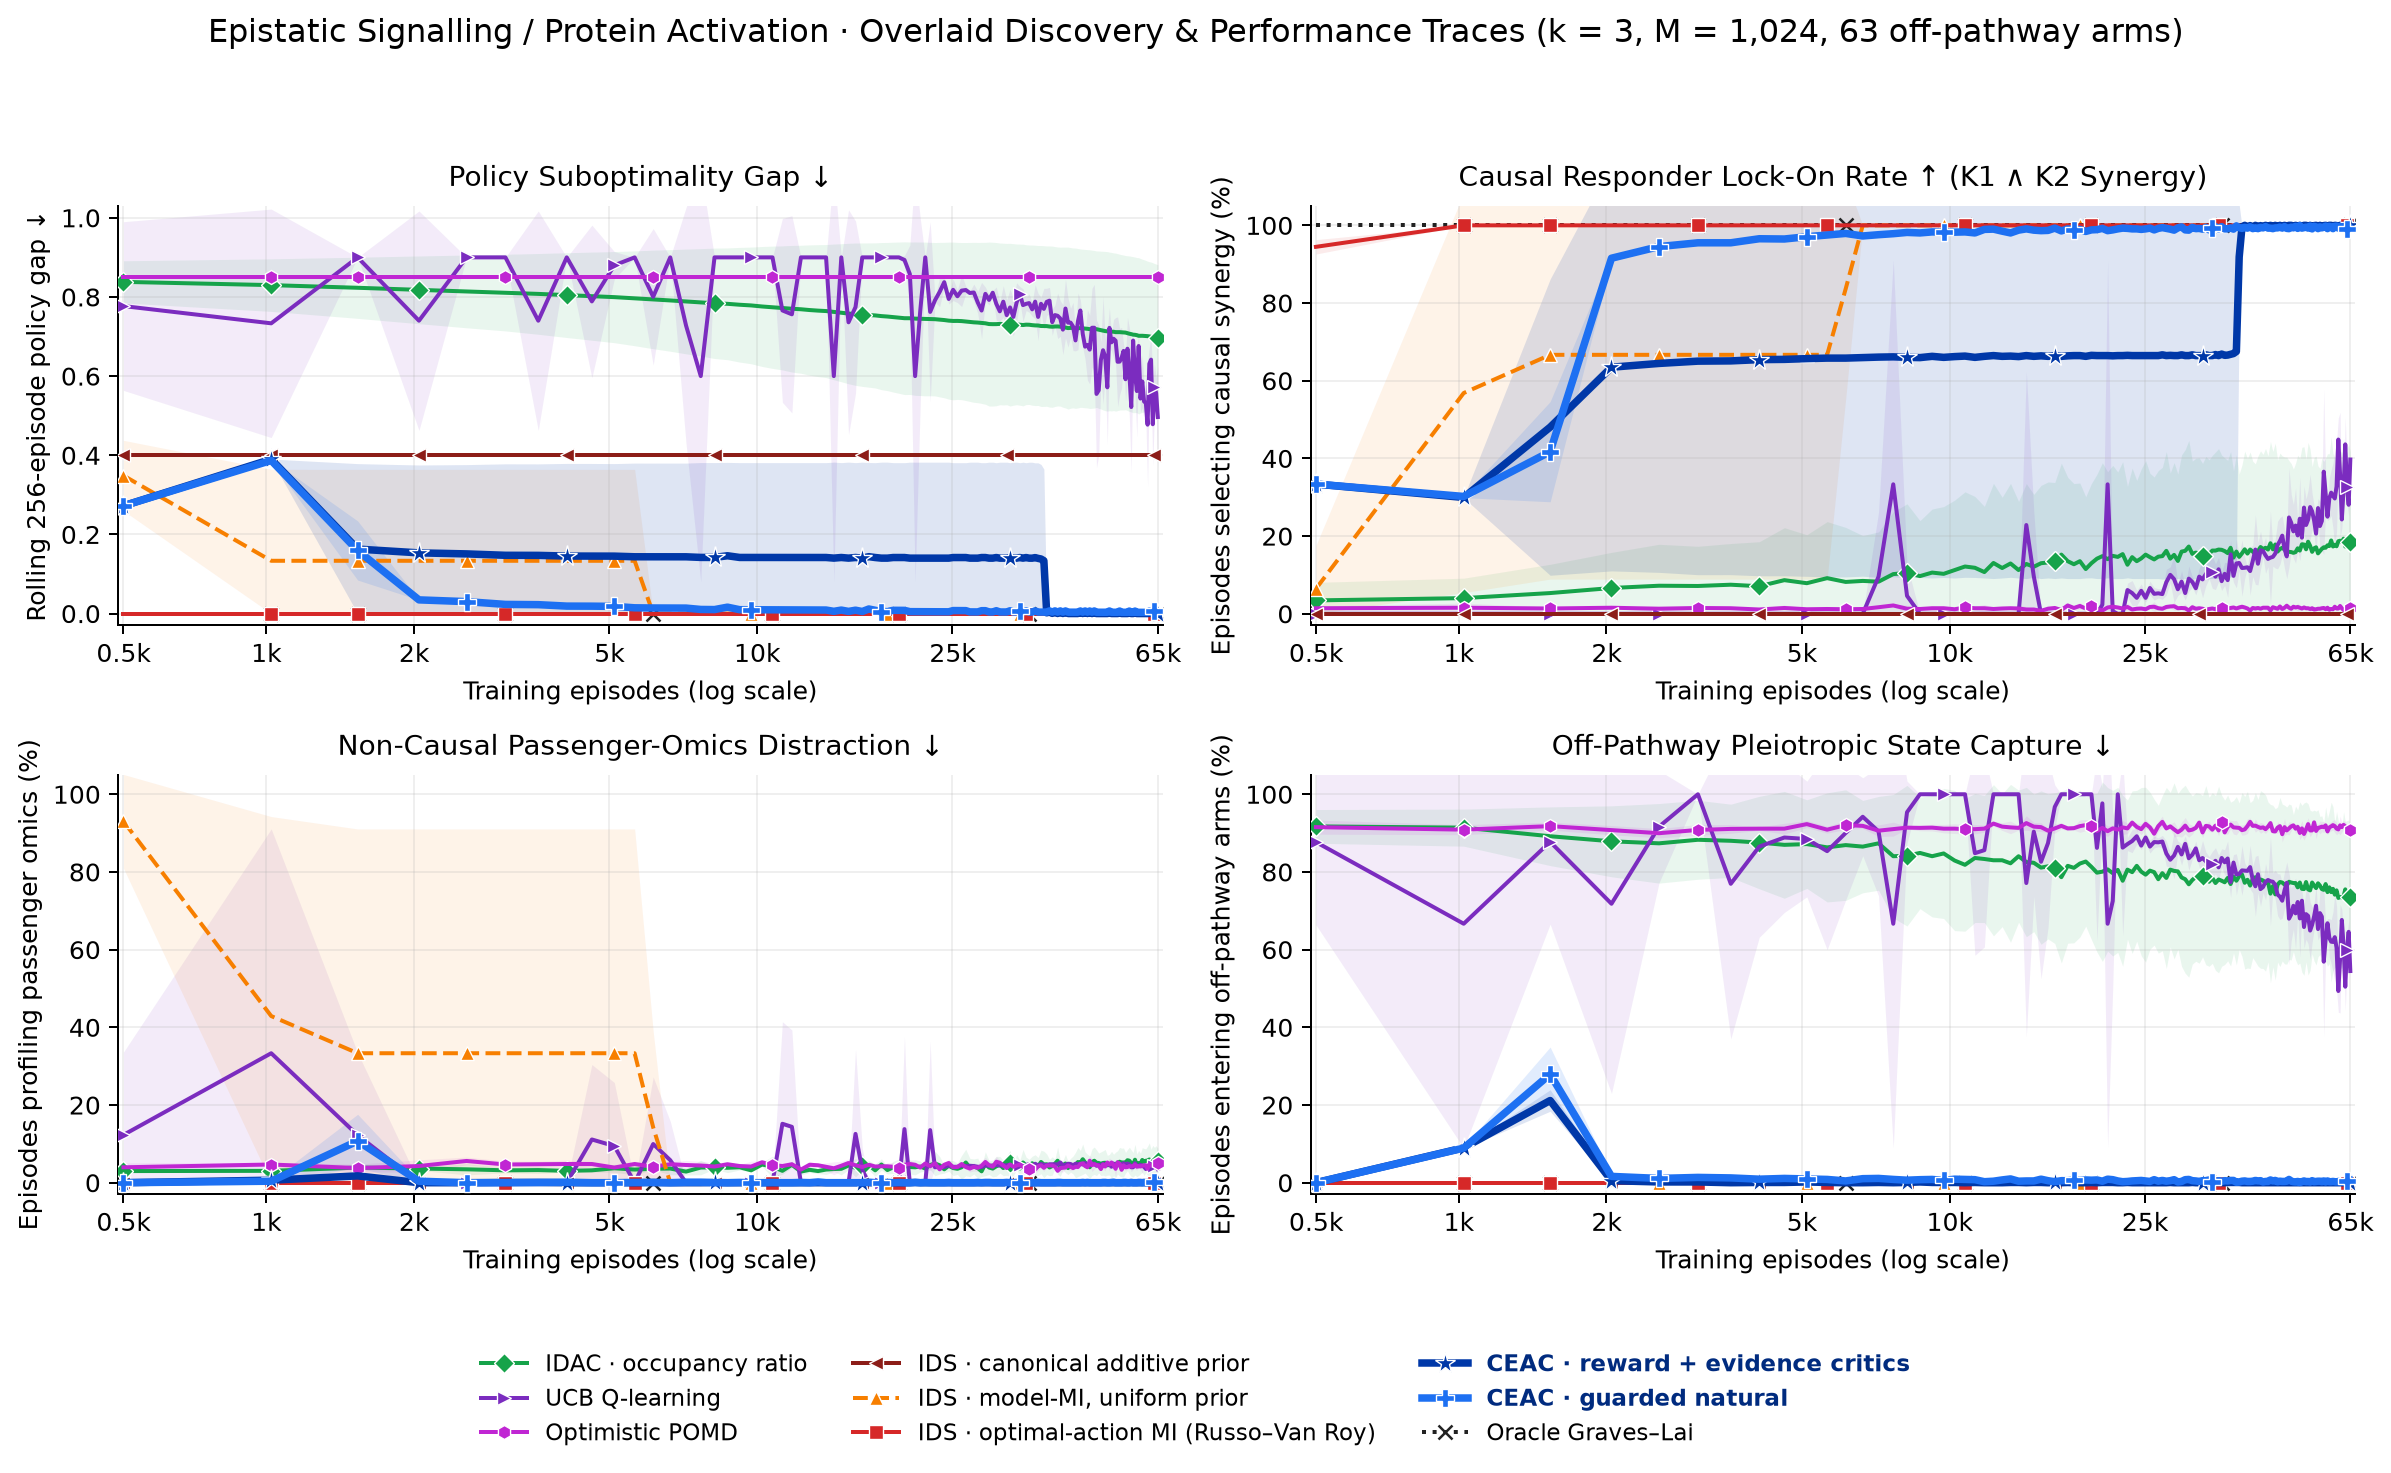 Epistatic Signalling / Protein Activation · Overlaid Discovery & Performance Traces (k = 3, M = 1,024, 63 off-pathway arms)
Policy Suboptimality Gap ↓
Rolling 256-episode policy gap ↓
1.0
0.8
0.6
0.4
0.2
0.0
0.5k 1k 2k 5k 10k 25k 65k
Training episodes (log scale)
Causal Responder Lock-On Rate ↑ (K1 ∧ K2 Synergy)
Episodes selecting causal synergy (%)
100
80
60
40
20
0
0.5k 1k 2k 5k 10k 25k 65k
Training episodes (log scale)
Non-Causal Passenger-Omics Distraction ↓
Episodes profiling passenger omics (%)
100
80
60
40
20
0
0.5k 1k 2k 5k 10k 25k 65k
Training episodes (log scale)
Off-Pathway Pleiotropic State Capture ↓
Episodes entering off-pathway arms (%)
100
80
60
40
20
0
0.5k 1k 2k 5k 10k 25k 65k
Training episodes (log scale)
IDAC · occupancy ratio
UCB Q-learning
Optimistic POMD
IDS · canonical additive prior
IDS · model-MI, uniform prior
IDS · optimal-action MI (Russo–Van Roy)
CEAC · reward + evidence critics
CEAC · guarded natural
Oracle Graves–Lai